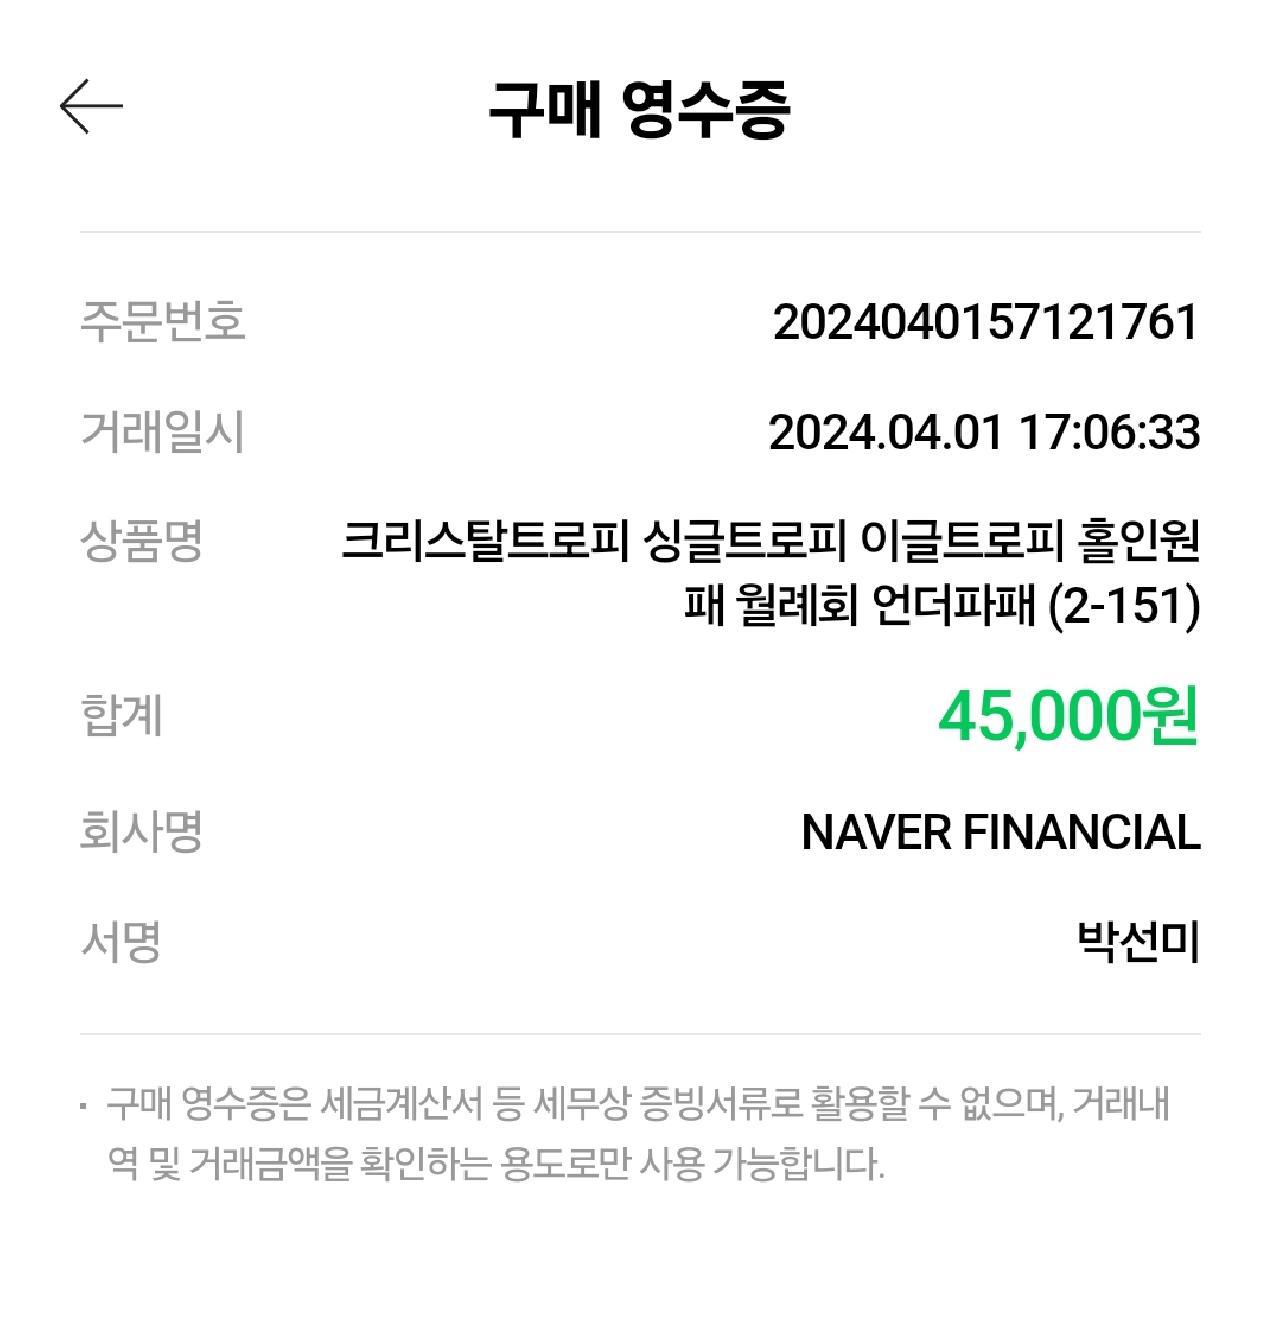 구매 영수증
주문번호 2024040157121761
거래일시 2024.04.01 17:06:33
상품명 크리스탈트로피 싱글트로피 이글트로피 홀인원
패 월례회 언더파패 (2-151)
합계 45,000원
회사명 NAVER FINANCIAL
서명 박선미
· 구매 영수증은 세금계산서 등 세무상 증빙서류로 활용할 수 없으며, 거래내
역 및 거래금액을 확인하는 용도로만 사용 가능합니다.